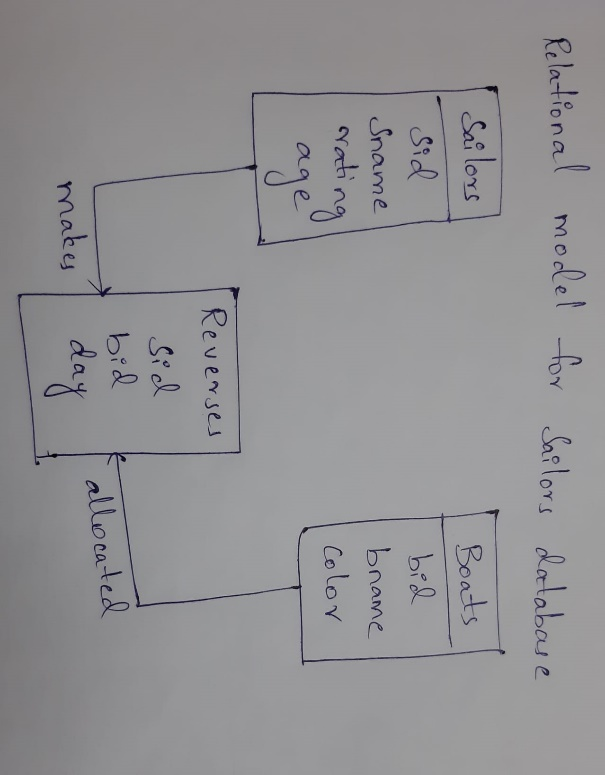 Relational model for Sailors database
Sailors
sid
sname
rating
age
Boats
bid
bname
color
makes
Reverses
sid
bid
day
allocated